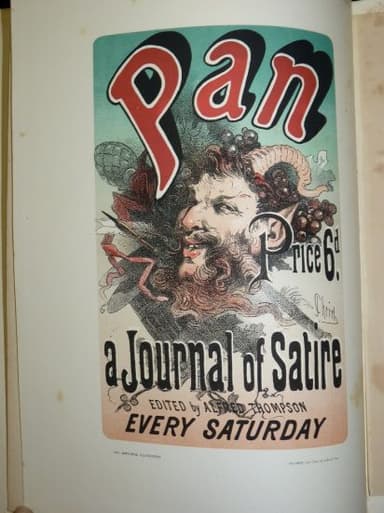 Pan
Price 6d.
a Journal of Satire
EDITED by ALFRED THOMPSON
EVERY SATURDAY